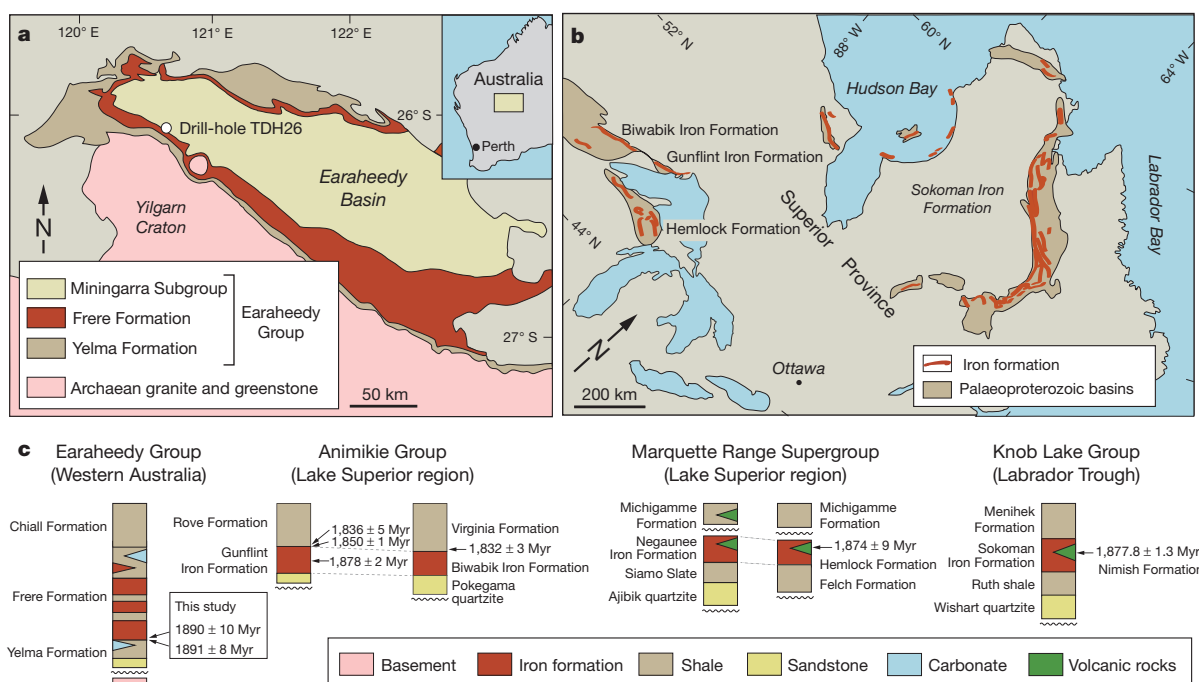 a
120° E
121° E
122° E
Australia
Perth
26° S
Drill-hole TDH26
Earaheedy
Basin
Yilgarn
Craton
N
Miningarra Subgroup
Frere Formation
Yelma Formation
Earaheedy
Group
Archaean granite and greenstone
27° S
50 km
b
52° N
88° W
60° N
64° W
Hudson Bay
Biwabik Iron Formation
Gunflint Iron Formation
Sokoman Iron
Formation
Labrador Bay
Superior
Province
44° N
Hemlock Formation
N
Ottawa
200 km
Iron formation
Palaeoproterozoic basins
c
Earaheedy Group
(Western Australia)
Chiall Formation
Frere Formation
Yelma Formation
This study
1890 ± 10 Myr
1891 ± 8 Myr
Animikie Group
(Lake Superior region)
Rove Formation
Gunflint
Iron Formation
1,836 ± 5 Myr
1,850 ± 1 Myr
1,878 ± 2 Myr
Virginia Formation
1,832 ± 3 Myr
Biwabik Iron Formation
Pokegama
quartzite
Marquette Range Supergroup
(Lake Superior region)
Michigamme
Formation
Negaunee
Iron Formation
Siamo Slate
Ajibik quartzite
Michigamme
Formation
1,874 ± 9 Myr
Hemlock Formation
Felch Formation
Knob Lake Group
(Labrador Trough)
Menihek
Formation
Sokoman
Iron Formation
Ruth shale
Wishart quartzite
1,877.8 ± 1.3 Myr
Nimish Formation
Basement
Iron formation
Shale
Sandstone
Carbonate
Volcanic rocks